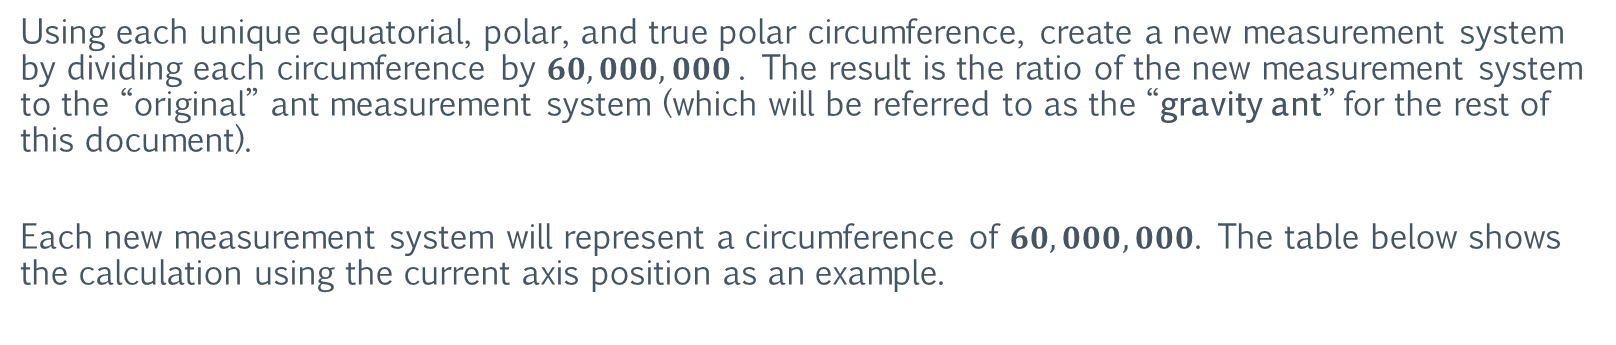 Using each unique equatorial, polar, and true polar circumference, create a new measurement system
by dividing each circumference by 60,000,000. The result is the ratio of the new measurement system
to the “original” ant measurement system (which will be referred to as the “gravity ant” for the rest of
this document).
Each new measurement system will represent a circumference of 60,000,000. The table below shows
the calculation using the current axis position as an example.